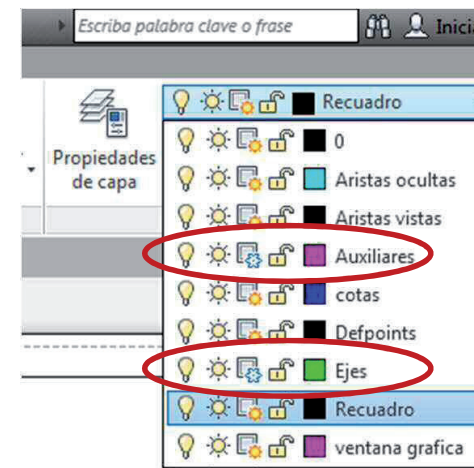 Escriba palabra clave o frase
Propiedades
de capa
Recuadro
0
Aristas ocultas
Aristas vistas
Auxiliares
cotas
Defpoints
Ejes
Recuadro
ventana grafica